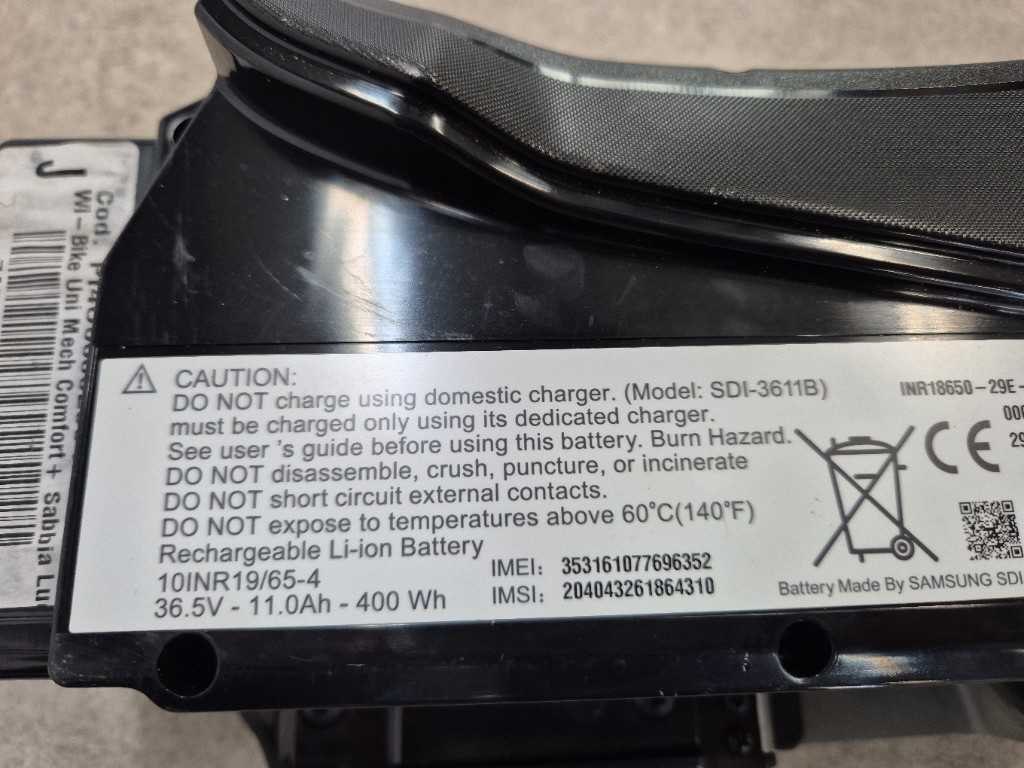 CAUTION:
DO NOT charge using domestic charger. (Model: SDI-3611B)
must be charged only using its dedicated charger.
See user 's guide before using this battery. Burn Hazard.
DO NOT disassemble, crush, puncture, or incinerate
DO NOT short circuit external contacts.
DO NOT expose to temperatures above 60°C(140°F)
Rechargeable Li-ion Battery
10INR19/65-4
36.5V - 11.0Ah - 400 Wh
IMEI: 353161077696352
IMSI: 204043261864310
INR18650-29E-
CE
Battery Made By SAMSUNG SDI
J
Cod.
Wi-Bike Uni Mech Comfort+ Sabbia